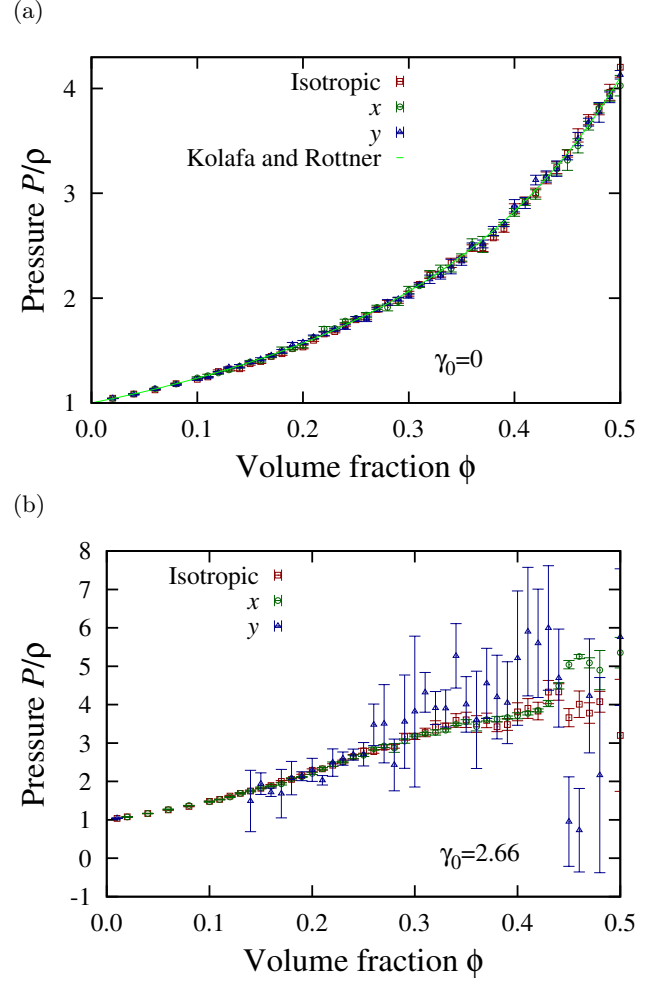 (a)
4
3
2
1
Pressure P/ρ
Isotropic
x
y
Kolafa and Rottner
γ0=0
0.0 0.1 0.2 0.3 0.4 0.5
Volume fraction ϕ
(b)
8
7
6
5
4
3
2
1
0
-1
Pressure P/ρ
Isotropic
x
y
γ0=2.66
0.0 0.1 0.2 0.3 0.4 0.5
Volume fraction ϕ